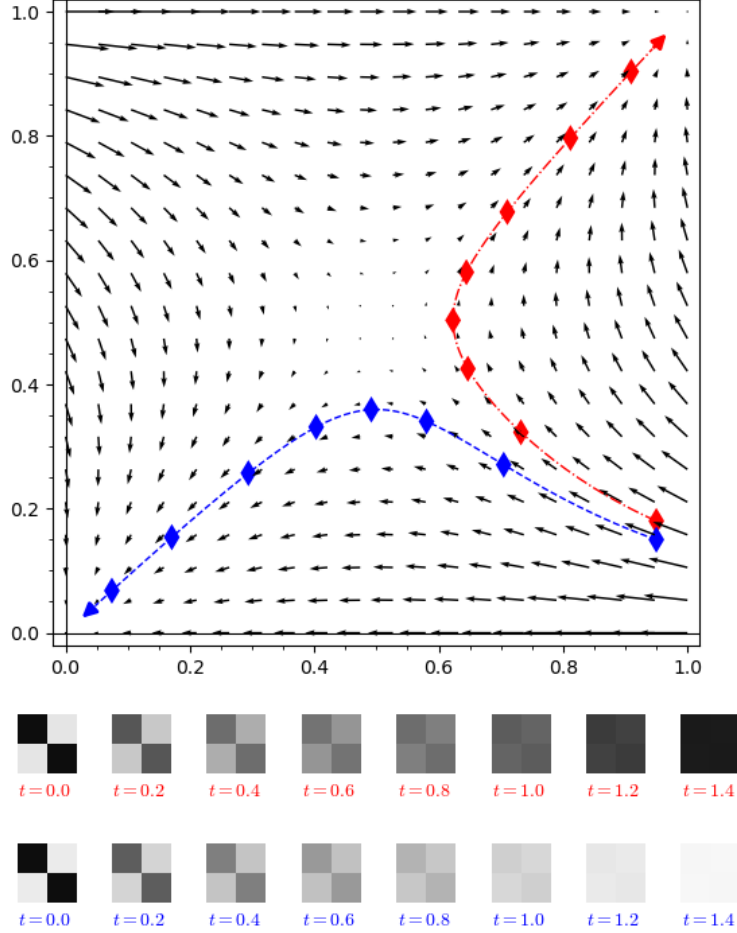 1.0
0.8
0.6
0.4
0.2
0.0
0.0 0.2 0.4 0.6 0.8 1.0
t = 0.0 t = 0.2 t = 0.4 t = 0.6 t = 0.8 t = 1.0 t = 1.2 t = 1.4
t = 0.0 t = 0.2 t = 0.4 t = 0.6 t = 0.8 t = 1.0 t = 1.2 t = 1.4